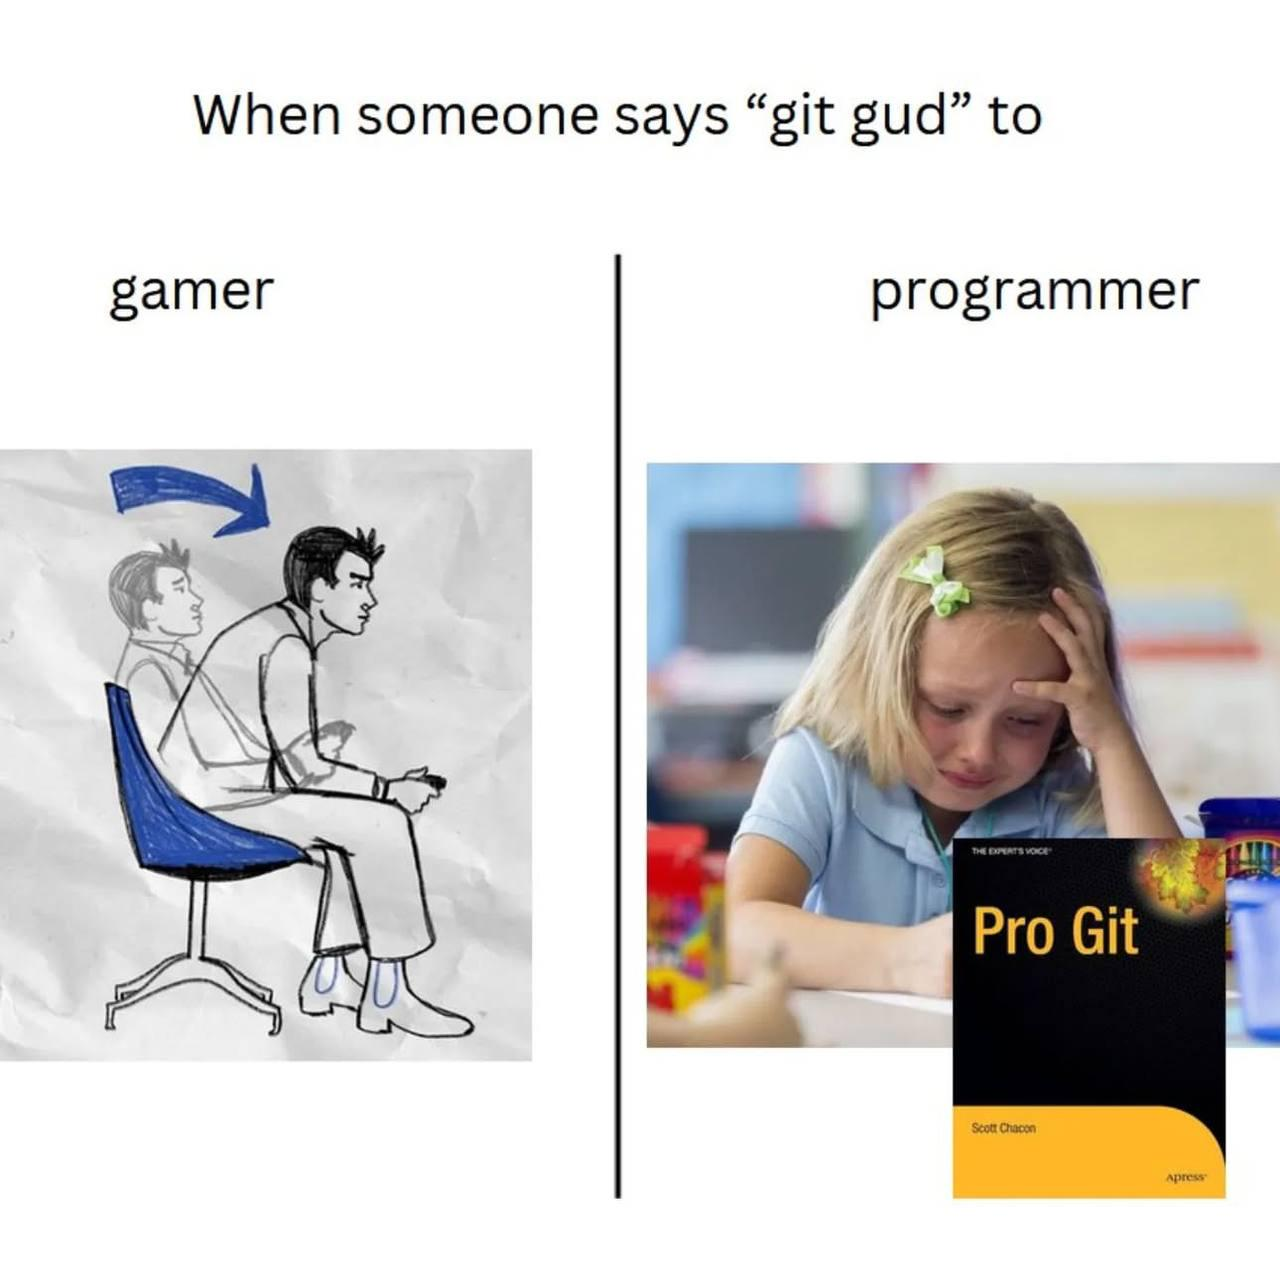 When someone says “git gud” to
gamer
programmer
THE EXPERT'S VOICE®
Pro Git
Scott Chacon
Apress®